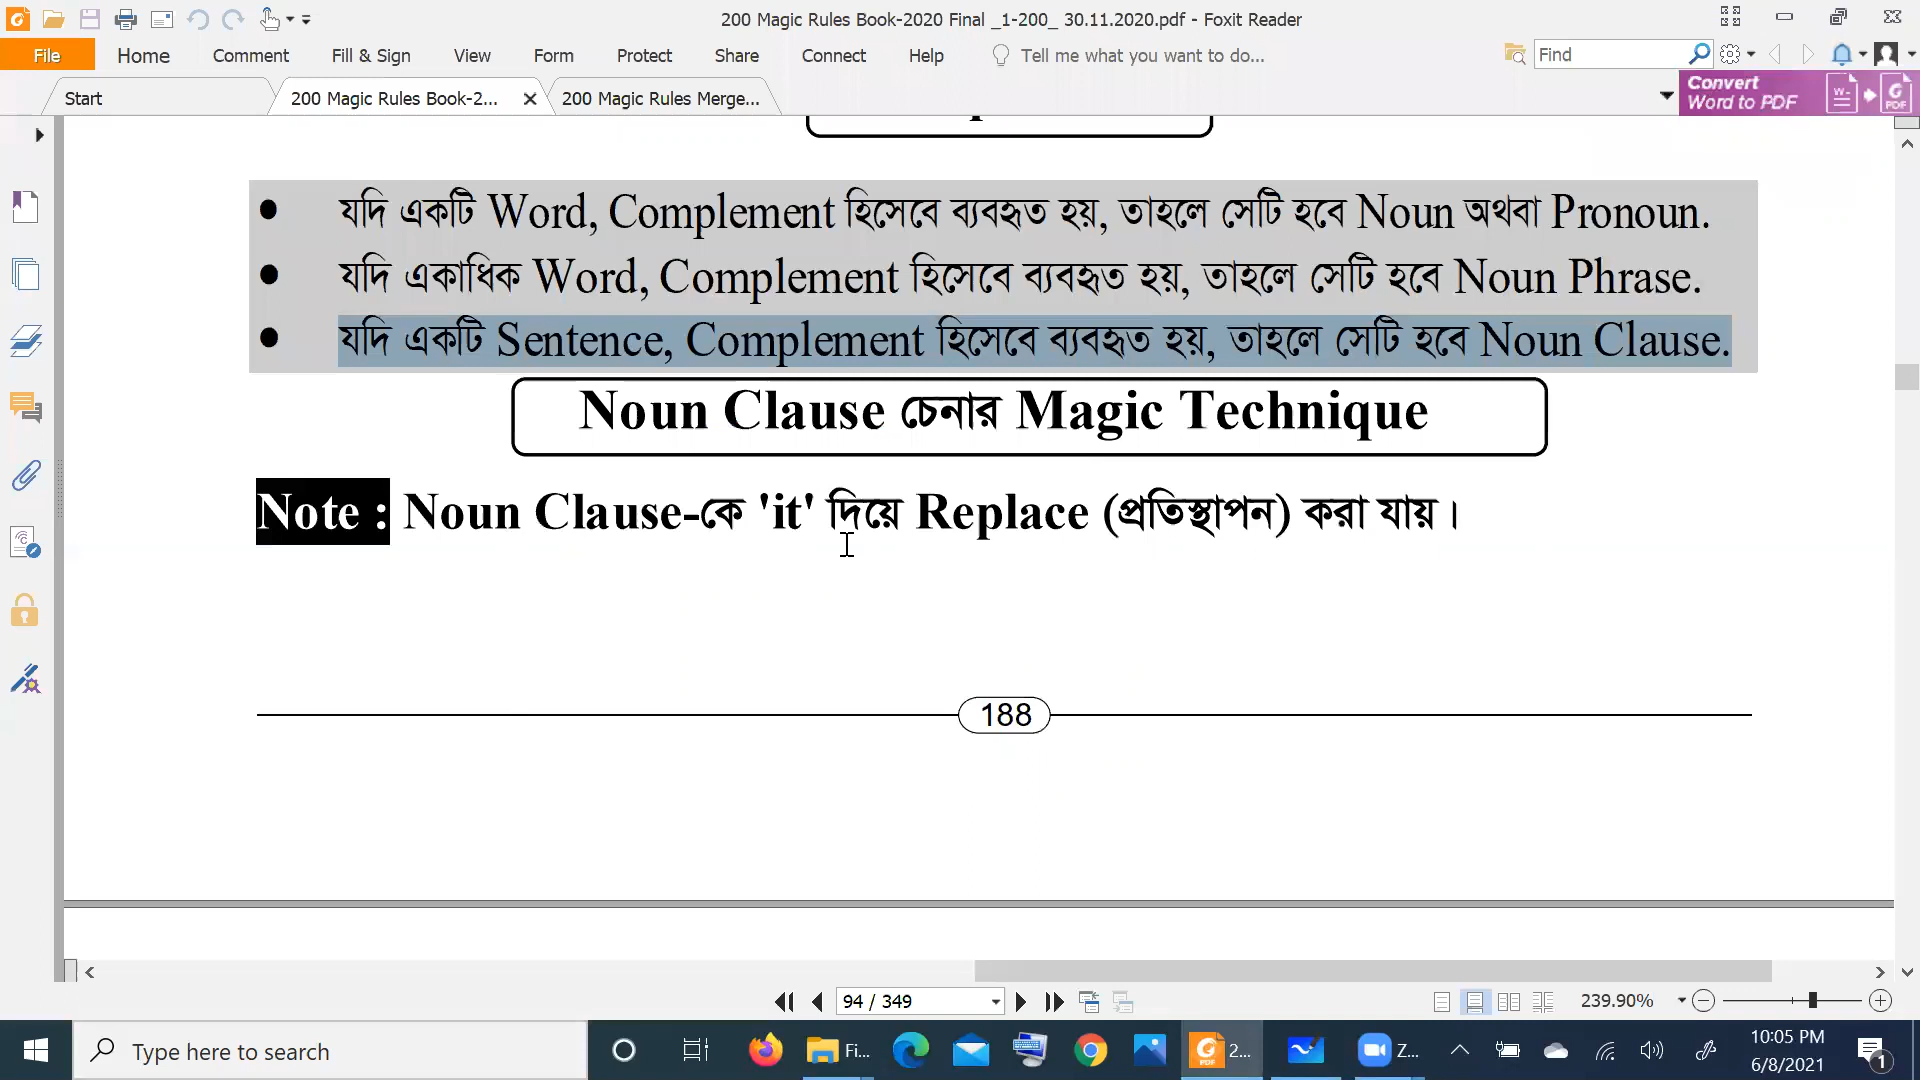 200 Magic Rules Book-2020 Final _1-200_ 30.11.2020.pdf - Foxit Reader
File Home Comment Fill & Sign View Form Protect Share Connect Help Tell me what you want to do... Find
Start 200 Magic Rules Book-2... 200 Magic Rules Merge...
Convert
Word to PDF
● যদি একটি Word, Complement হিসেবে ব্যবহৃত হয়, তাহলে সেটি হবে Noun অথবা Pronoun.
● যদি একাধিক Word, Complement হিসেবে ব্যবহৃত হয়, তাহলে সেটি হবে Noun Phrase.
● যদি একটি Sentence, Complement হিসেবে ব্যবহৃত হয়, তাহলে সেটি হবে Noun Clause.
Noun Clause চেনার Magic Technique
Note : Noun Clause-কে 'it' দিয়ে Replace (প্রতিস্থাপন) করা যায়।
188
94 / 349 239.90%
Type here to search Fi... 2... Z... 10:05 PM
6/8/2021 1